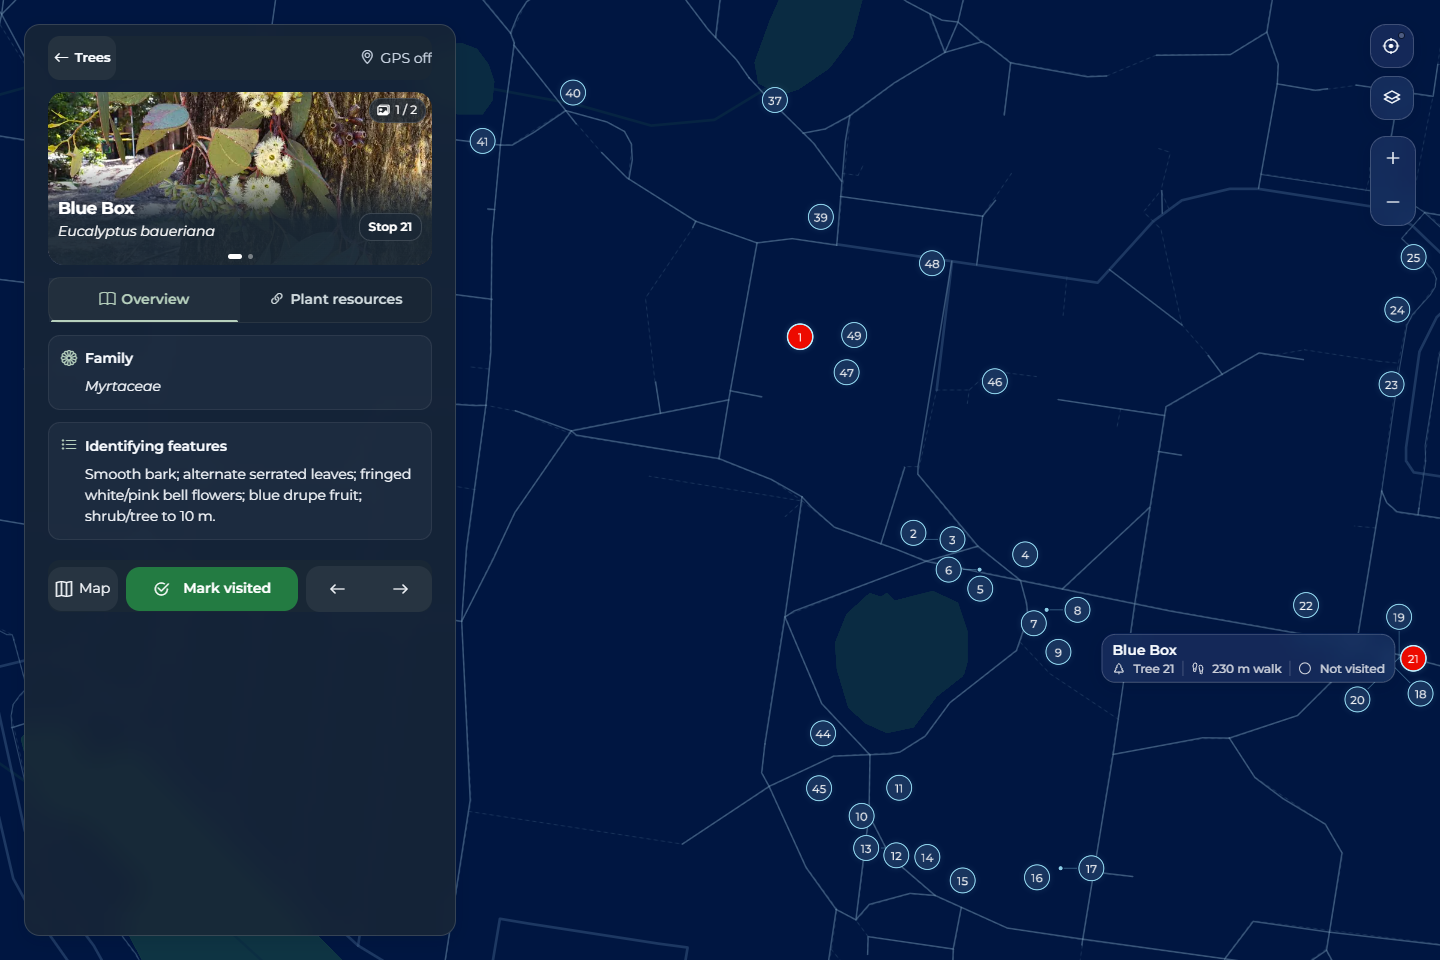 Trees
GPS off
1 / 2
Blue Box
Eucalyptus baueriana
Stop 21
Overview
Plant resources
Family
Myrtaceae
Identifying features
Smooth bark; alternate serrated leaves; fringed
white/pink bell flowers; blue drupe fruit;
shrub/tree to 10 m.
Map
Mark visited
40
37
41
39
48
25
24
1
49
47
46
23
2
3
4
6
5
22
7
8
19
9
Blue Box
Tree 21
230 m walk
Not visited
21
20
18
44
45
11
10
13
12
14
15
16
17